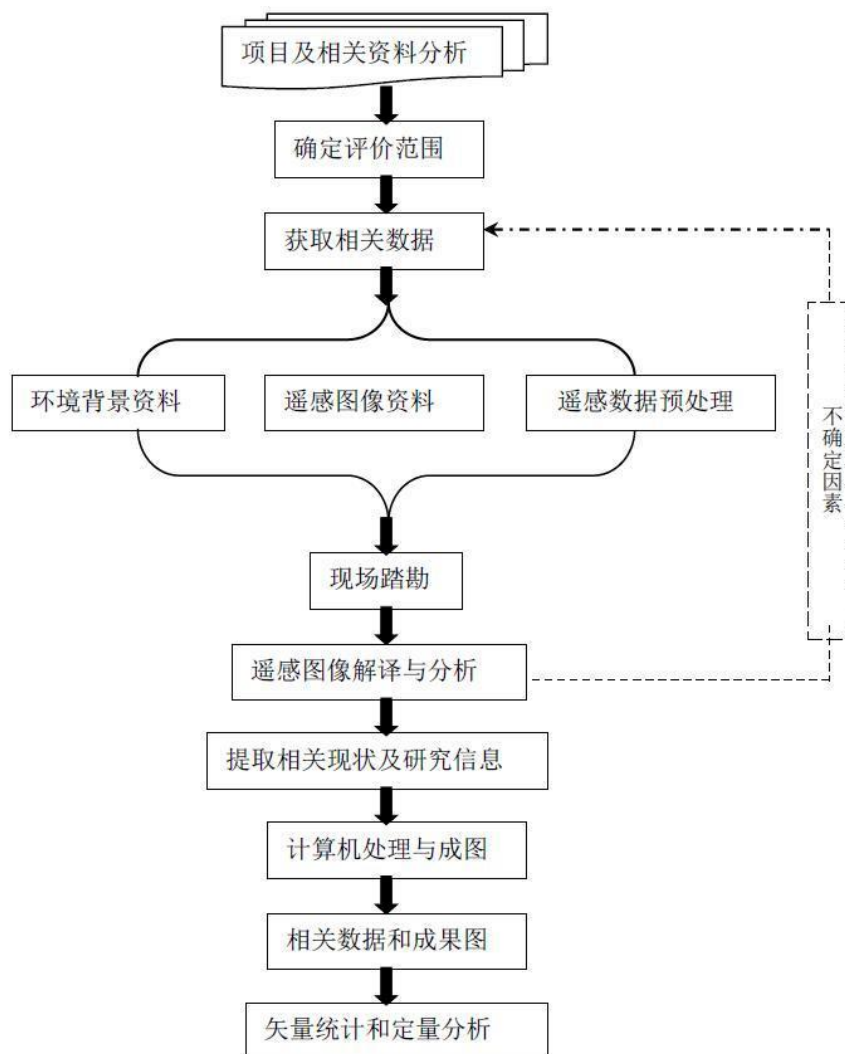 项目及相关资料分析
确定评价范围
获取相关数据
环境背景资料
遥感图像资料
遥感数据预处理
不确定因素
现场踏勘
遥感图像解译与分析
提取相关现状及研究信息
计算机处理与成图
相关数据和成果图
矢量统计和定量分析